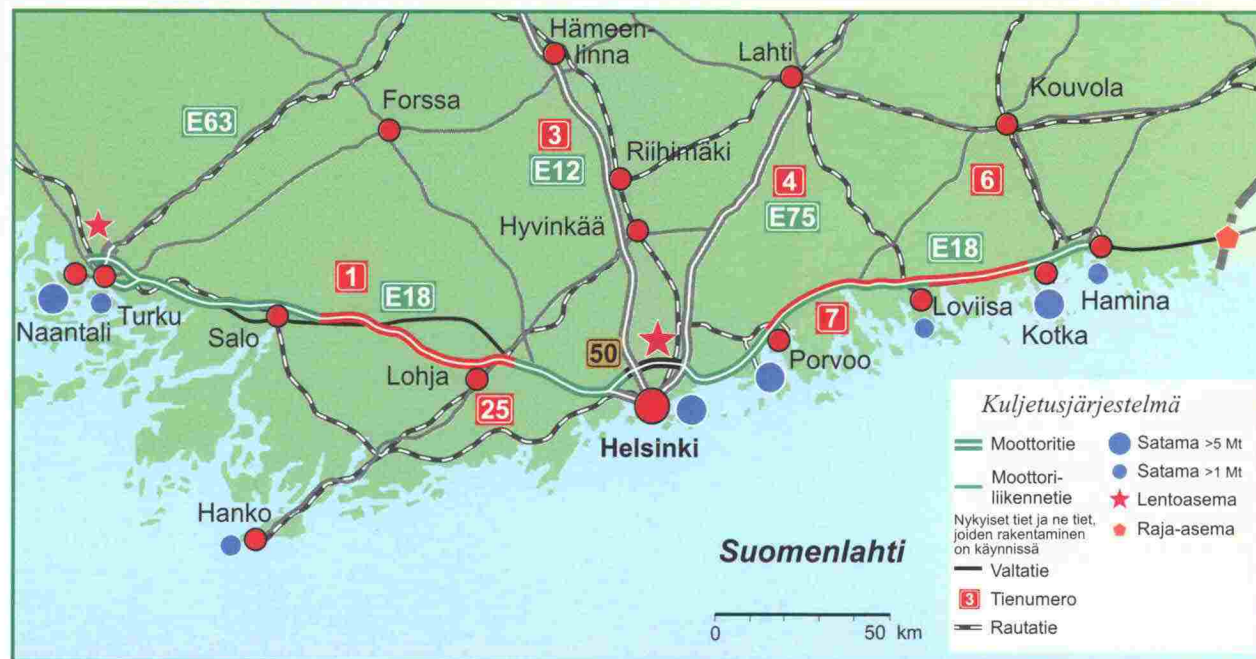 Hämeen-
linna
Lahti
Kouvola
Forssa
E63
3
E12
Riihimäki
4
E75
6
Hyvinkää
E18
1
E18
Naantali
Turku
Salo
Loviisa
Hamina
Kotka
7
50
Porvoo
Lohja
25
Helsinki
Hanko
Suomenlahti
0 50 km
Kuljetusjärjestelmä
Moottoritie
Moottori-
liikennetie
Nykyiset tiet ja ne tiet,
joiden rakentaminen
on käynnissä
Valtatie
3 Tienumero
Rautatie
Satama >5 Mt
Satama >1 Mt
Lentoasema
Raja-asema